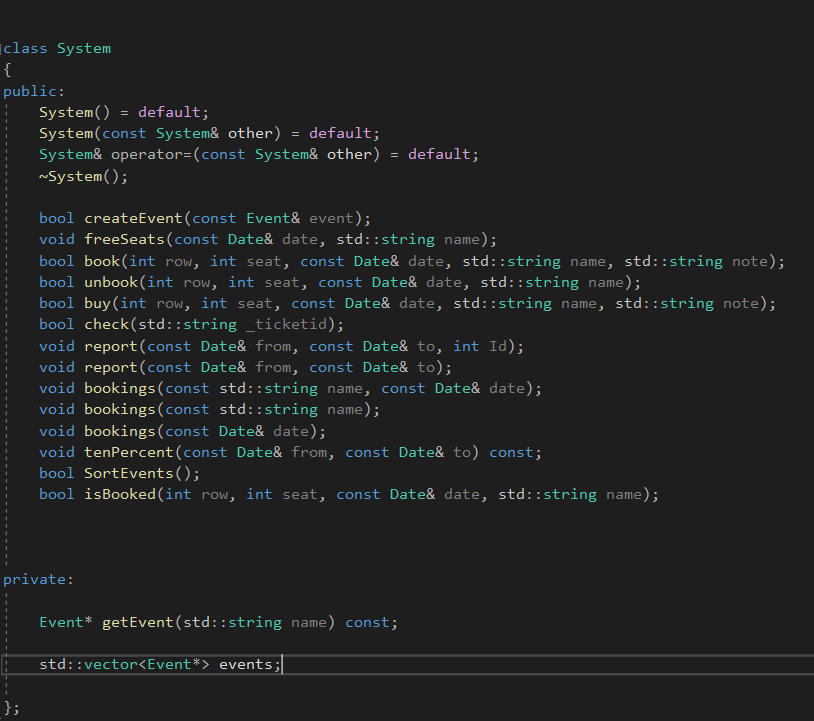 class System
{
public:
    System() = default;
    System(const System& other) = default;
    System& operator=(const System& other) = default;
    ~System();
    bool createEvent(const Event& event);
    void freeSeats(const Date& date, std::string name);
    bool book(int row, int seat, const Date& date, std::string name, std::string note);
    bool unbook(int row, int seat, const Date& date, std::string name);
    bool buy(int row, int seat, const Date& date, std::string name, std::string note);
    bool check(std::string _ticketid);
    void report(const Date& from, const Date& to, int Id);
    void report(const Date& from, const Date& to);
    void bookings(const std::string name, const Date& date);
    void bookings(const std::string name);
    void bookings(const Date& date);
    void tenPercent(const Date& from, const Date& to) const;
    bool SortEvents();
    bool isBooked(int row, int seat, const Date& date, std::string name);
private:
    Event* getEvent(std::string name) const;
    std::vector<Event*> events;
};